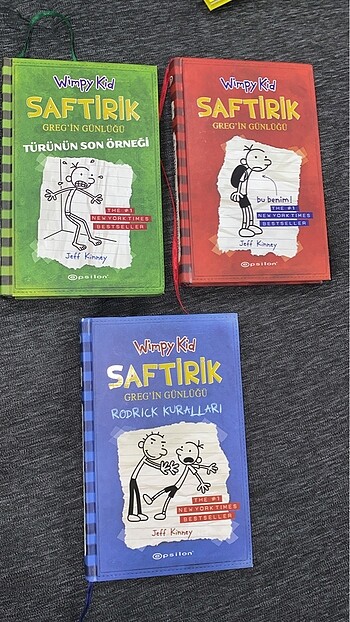 Wimpy Kid
SAFTİRİK
GREG'İN GÜNLÜĞÜ
TÜRÜNÜN SON ÖRNEĞİ
THE #1
NEW YORK TIMES
BESTSELLER
Jeff Kinney
epsilon
Wimpy Kid
SAFTİRİK
GREG'İN GÜNLÜĞÜ
bu benim!
THE #1
NEW YORK TIMES
BESTSELLER
Jeff Kinney
epsilon
Wimpy Kid
SAFTİRİK
GREG'İN GÜNLÜĞÜ
RODRICK KURALLARI
THE #1
NEW YORK TIMES
BESTSELLER
Jeff Kinney
epsilon